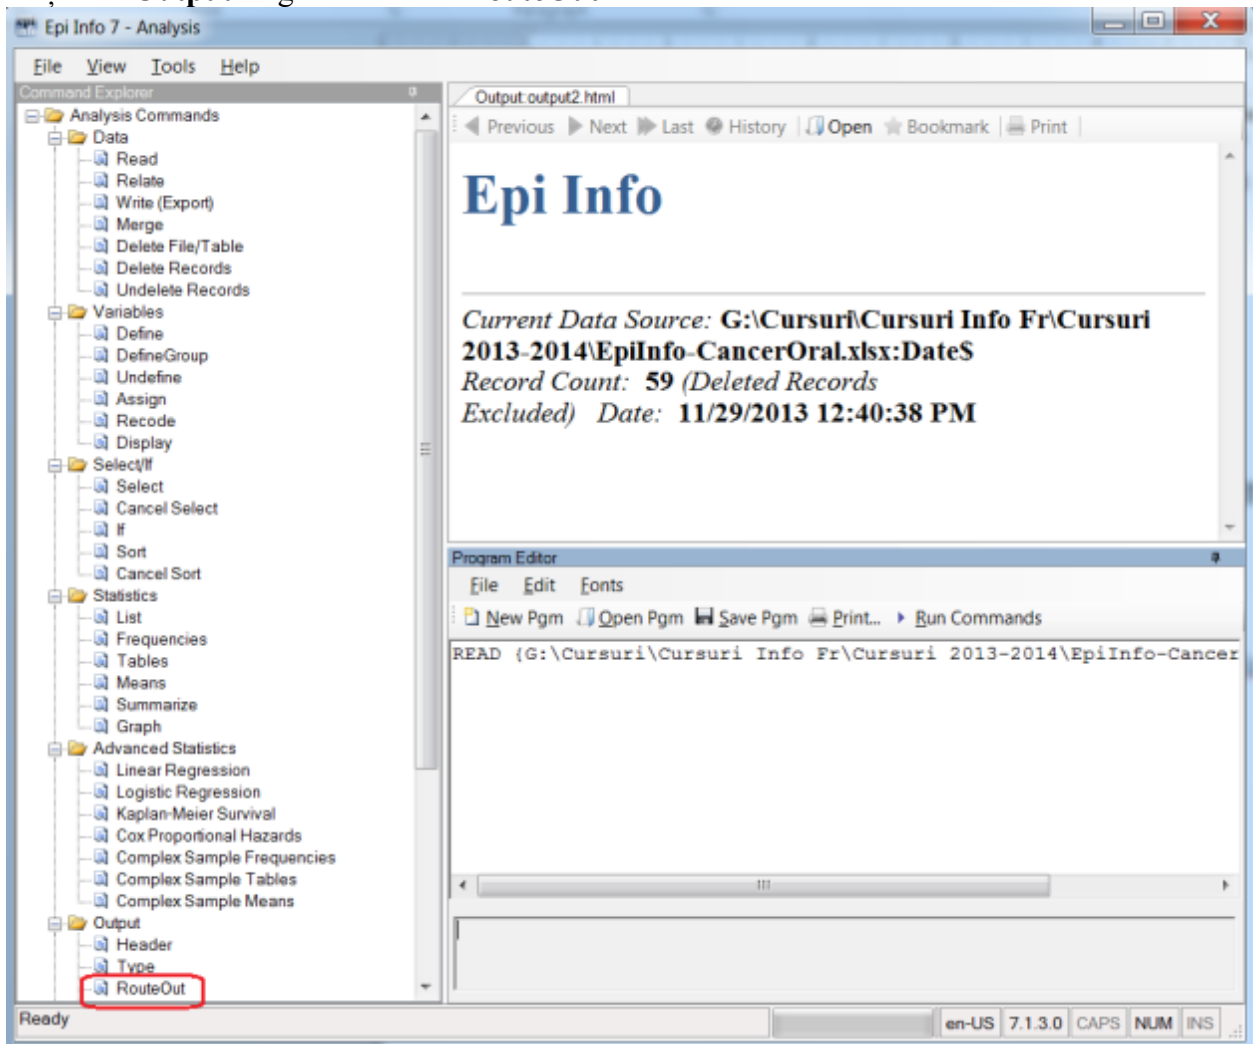 Epi Info 7 - Analysis
File View Tools Help
Command Explorer
Analysis Commands
Data
Read
Relate
Write (Export)
Merge
Delete File/Table
Delete Records
Undelete Records
Variables
Define
DefineGroup
Undefine
Assign
Recode
Display
Select/If
Select
Cancel Select
If
Sort
Cancel Sort
Statistics
List
Frequencies
Tables
Means
Summarize
Graph
Advanced Statistics
Linear Regression
Logistic Regression
Kaplan-Meier Survival
Cox Proportional Hazards
Complex Sample Frequencies
Complex Sample Tables
Complex Sample Means
Output
Header
Type
RouteOut
Output:output2.html
Previous Next Last History Open Bookmark Print
Epi Info
Current Data Source: G:\Cursuri\Cursuri Info Fr\Cursuri
2013-2014\EpiInfo-CancerOral.xlsx:Date$
Record Count: 59 (Deleted Records
Excluded) Date: 11/29/2013 12:40:38 PM
Program Editor
File Edit Fonts
New Pgm Open Pgm Save Pgm Print... Run Commands
READ {G:\Cursuri\Cursuri Info Fr\Cursuri 2013-2014\EpiInfo-Cancer
Ready
en-US 7.1.3.0 CAPS NUM INS